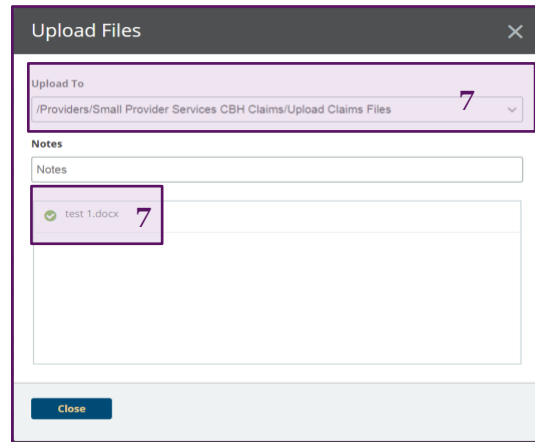 Upload Files
Upload To
/Providers/Small Provider Services CBH Claims/Upload Claims Files 7
Notes
Notes
test 1.docx 7
Close